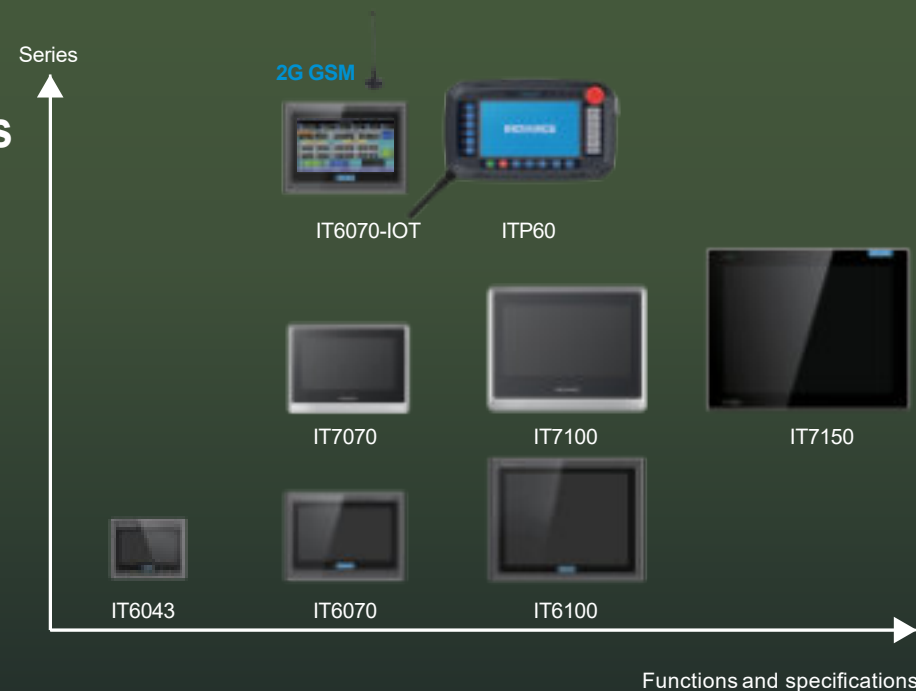 Series
2G GSM
s
IT6070-IOT ITP60
IT7070 IT7100 IT7150
IT6043 IT6070 IT6100
Functions and specifications